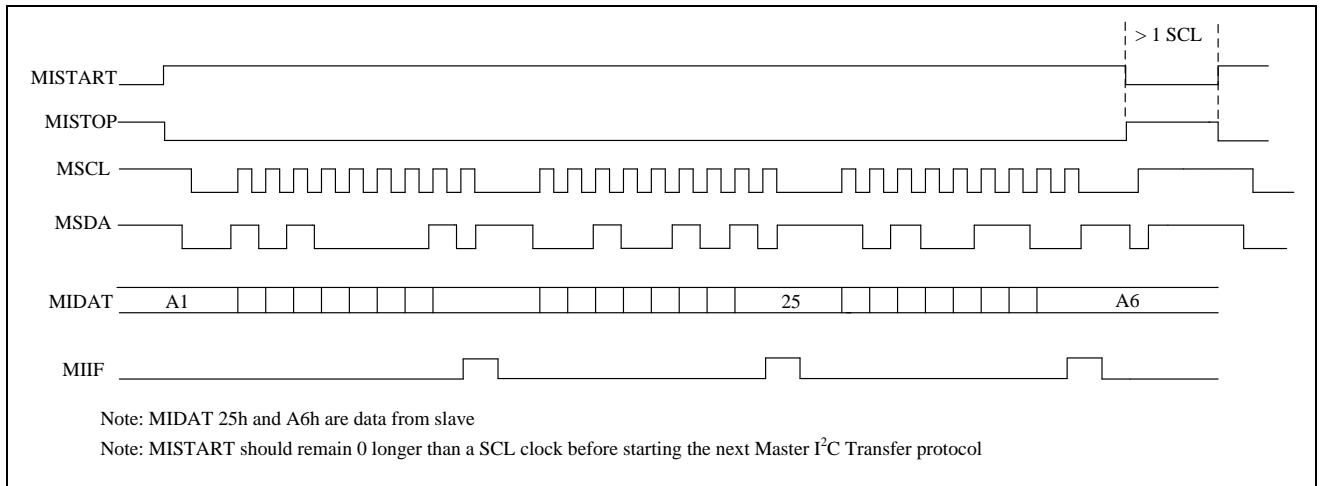 > 1 SCL
MISTART
MISTOP
MSCL
MSDA
MIDAT A1 25 A6
MIIF
Note: MIDAT 25h and A6h are data from slave
Note: MISTART should remain 0 longer than a SCL clock before starting the next Master I²C Transfer protocol